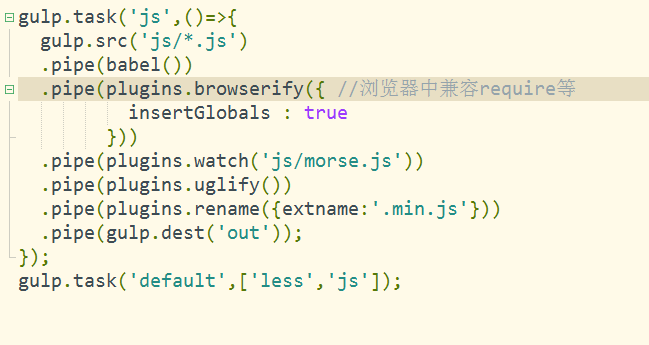 gulp.task('js',()=>{
  gulp.src('js/*.js')
  .pipe(babel())
  .pipe(plugins.browserify({ //浏览器中兼容require等
          insertGlobals : true
        }))
  .pipe(plugins.watch('js/morse.js'))
  .pipe(plugins.uglify())
  .pipe(plugins.rename({extname:'.min.js'}))
  .pipe(gulp.dest('out'));
});
gulp.task('default',['less','js']);